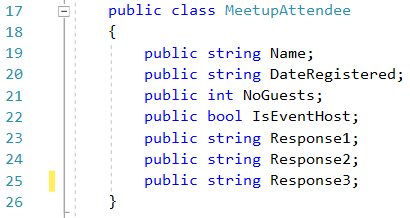 17 public class MeetupAttendee
18 {
19 public string Name;
20 public string DateRegistered;
21 public int NoGuests;
22 public bool IsEventHost;
23 public string Response1;
24 public string Response2;
25 public string Response3;
26 }